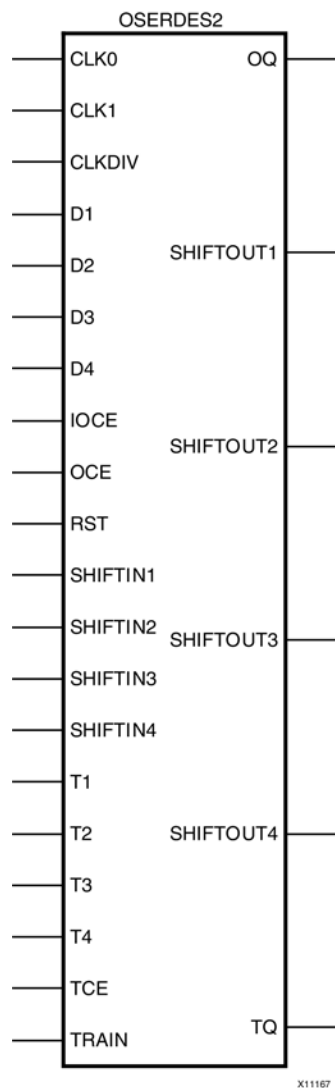 OSERDES2
CLK0 OQ
CLK1
CLKDIV
D1
SHIFTOUT1
D2
D3
D4
IOCE
SHIFTOUT2
OCE
RST
SHIFTIN1
SHIFTIN2
SHIFTOUT3
SHIFTIN3
SHIFTIN4
T1
T2 SHIFTOUT4
T3
T4
TCE
TQ
TRAIN
X11167